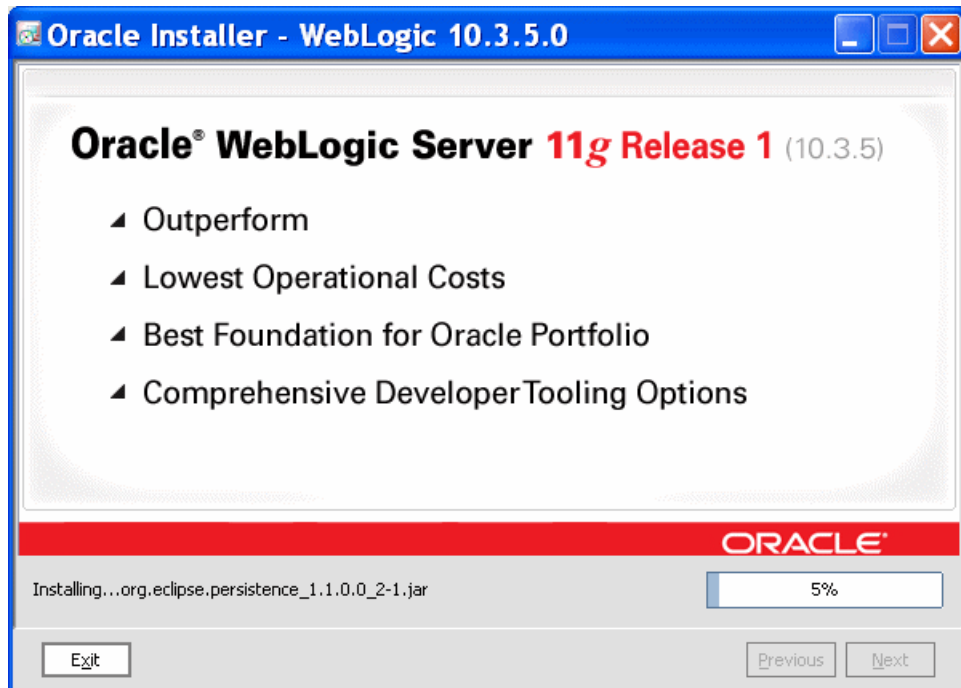 Oracle Installer - WebLogic 10.3.5.0
Oracle® WebLogic Server 11g Release 1 (10.3.5)
Outperform
Lowest Operational Costs
Best Foundation for Oracle Portfolio
Comprehensive Developer Tooling Options
ORACLE®
Installing...org.eclipse.persistence_1.1.0.0_2-1.jar
5%
Exit
Previous
Next